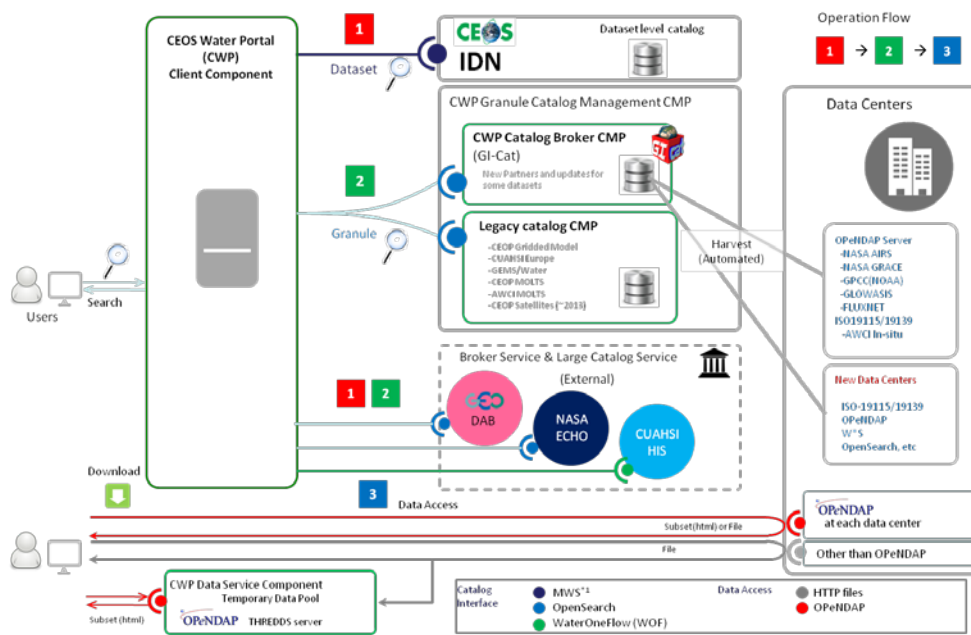 Operation Flow
1 → 2 → 3
CEOS Water Portal
(CWP)
Client Component
1
Dataset
CEOS
IDN
Dataset level catalog
CWP Granule Catalog Management CMP
CWP Catalog Broker CMP
(GI-Cat)
New Partners and updates for
some datasets
GI cat
2
Granule
Legacy catalog CMP
-CEOP Gridded Model
-CUAHSI Europe
-GEMS/Water
-CEOP MOLTS
-AWCI MOLTS
-CEOP Satellites (~2013)
Harvest
(Automated)
Data Centers
OPeNDAP Server
-NASA AIRS
-NASA GRACE
-GPCC(NOAA)
-GLOWASIS
-FLUXNET
ISO19115/19139
-AWCI In-situ
New Data Centers
ISO-19115/19139
OPeNDAP
W*S
OpenSearch, etc
Users
Search
Broker Service & Large Catalog Service
(External)
1 2
GEO
DAB
NASA
ECHO
CUAHSI
HIS
Download
3
Data Access
Subset(html) or File
File
OPeNDAP
at each data center
Other than OPeNDAP
CWP Data Service Component
Temporary Data Pool
OPeNDAP THREDDS server
Subset (html)
Catalog
Interface
MWS*1
OpenSearch
WaterOneFlow (WOF)
Data Access
HTTP files
OPeNDAP